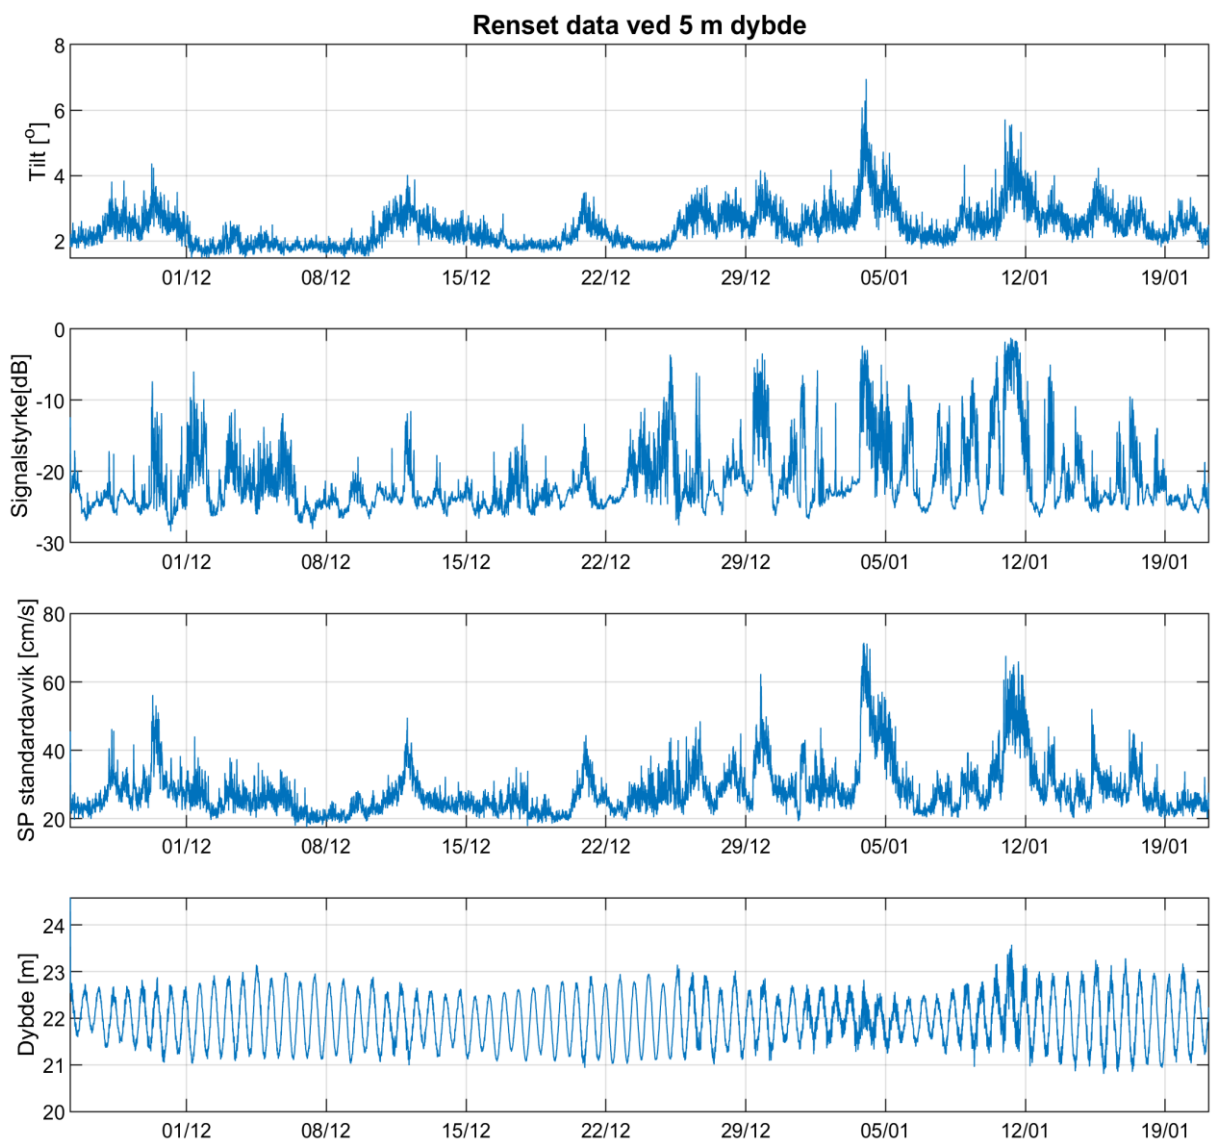 Renset data ved 5 m dybde
Tilt [º]
8
6
4
2
01/12 08/12 15/12 22/12 29/12 05/01 12/01 19/01
Signalstyrke[dB]
0
-10
-20
-30
01/12 08/12 15/12 22/12 29/12 05/01 12/01 19/01
SP standardavvik [cm/s]
80
60
40
20
01/12 08/12 15/12 22/12 29/12 05/01 12/01 19/01
Dybde [m]
24
23
22
21
20
01/12 08/12 15/12 22/12 29/12 05/01 12/01 19/01